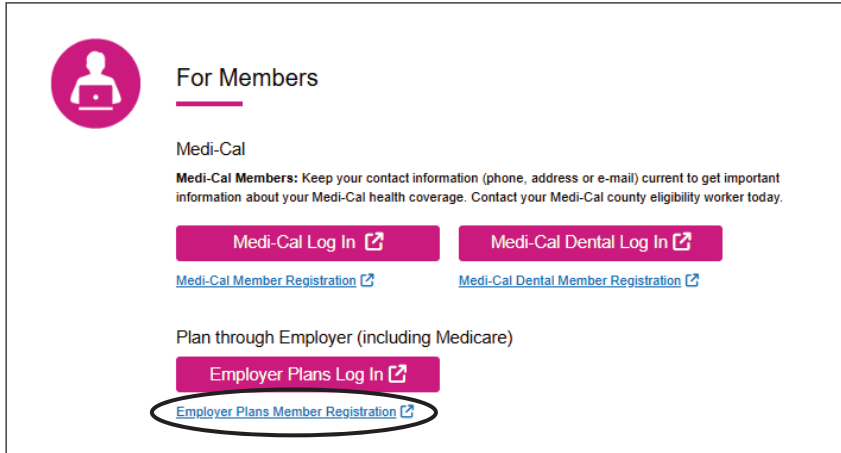 For Members
Medi-Cal
Medi-Cal Members: Keep your contact information (phone, address or e-mail) current to get important
information about your Medi-Cal health coverage. Contact your Medi-Cal county eligibility worker today.
Medi-Cal Log In
Medi-Cal Dental Log In
Medi-Cal Member Registration
Medi-Cal Dental Member Registration
Plan through Employer (including Medicare)
Employer Plans Log In
Employer Plans Member Registration